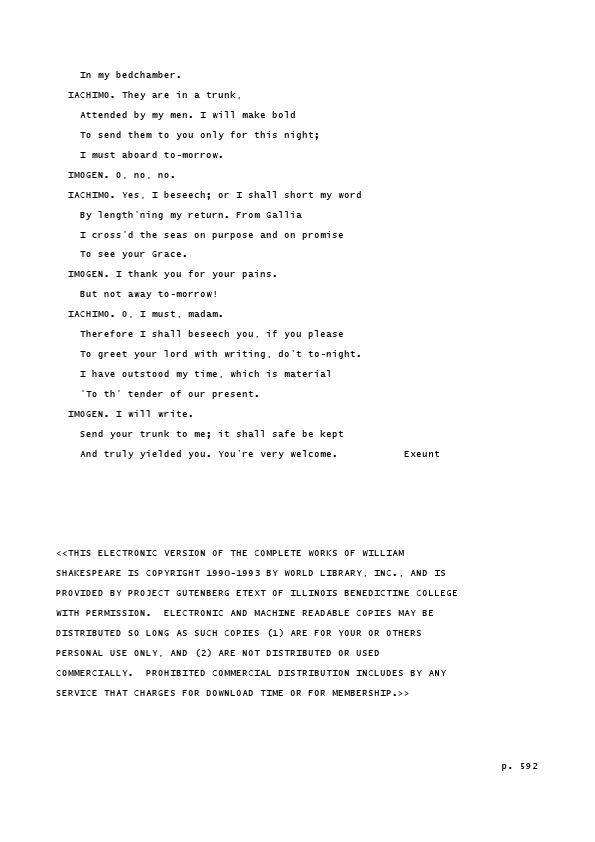 In my bedchamber.
IACHIMO. They are in a trunk,
Attended by my men. I will make bold
To send them to you only for this night;
I must aboard to-morrow.
IMOGEN. O, no, no.
IACHIMO. Yes, I beseech; or I shall short my word
By length'ning my return. From Gallia
I cross'd the seas on purpose and on promise
To see your Grace.
IMOGEN. I thank you for your pains.
But not away to-morrow!
IACHIMO. O, I must, madam.
Therefore I shall beseech you, if you please
To greet your lord with writing, do't to-night.
I have outstood my time, which is material
'To th' tender of our present.
IMOGEN. I will write.
Send your trunk to me; it shall safe be kept
And truly yielded you. You're very welcome. Exeunt
<<THIS ELECTRONIC VERSION OF THE COMPLETE WORKS OF WILLIAM
SHAKESPEARE IS COPYRIGHT 1990-1993 BY WORLD LIBRARY, INC., AND IS
PROVIDED BY PROJECT GUTENBERG ETEXT OF ILLINOIS BENEDICTINE COLLEGE
WITH PERMISSION. ELECTRONIC AND MACHINE READABLE COPIES MAY BE
DISTRIBUTED SO LONG AS SUCH COPIES (1) ARE FOR YOUR OR OTHERS
PERSONAL USE ONLY, AND (2) ARE NOT DISTRIBUTED OR USED
COMMERCIALLY. PROHIBITED COMMERCIAL DISTRIBUTION INCLUDES BY ANY
SERVICE THAT CHARGES FOR DOWNLOAD TIME OR FOR MEMBERSHIP.>>
p. 592